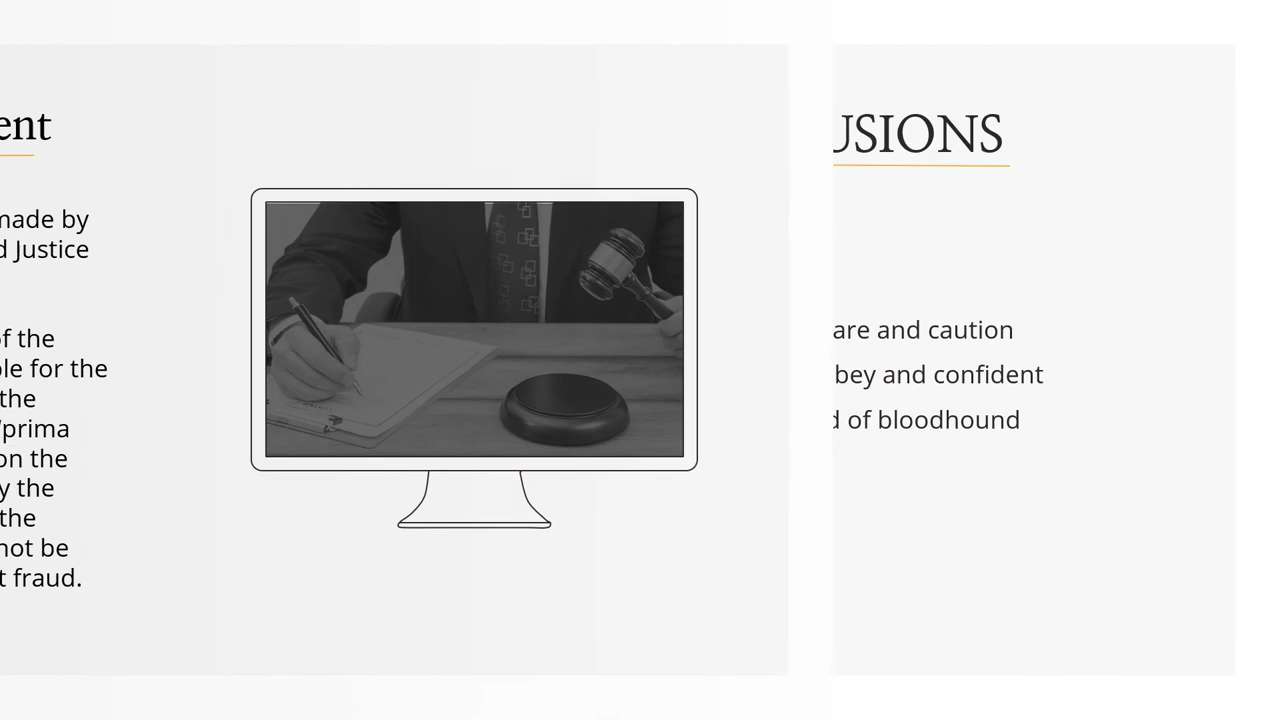 ent
made by
d Justice
of the
ole for the
the
prima
on the
y the
the
not be
t fraud.
USIONS
are and caution
bey and confident
d of bloodhound